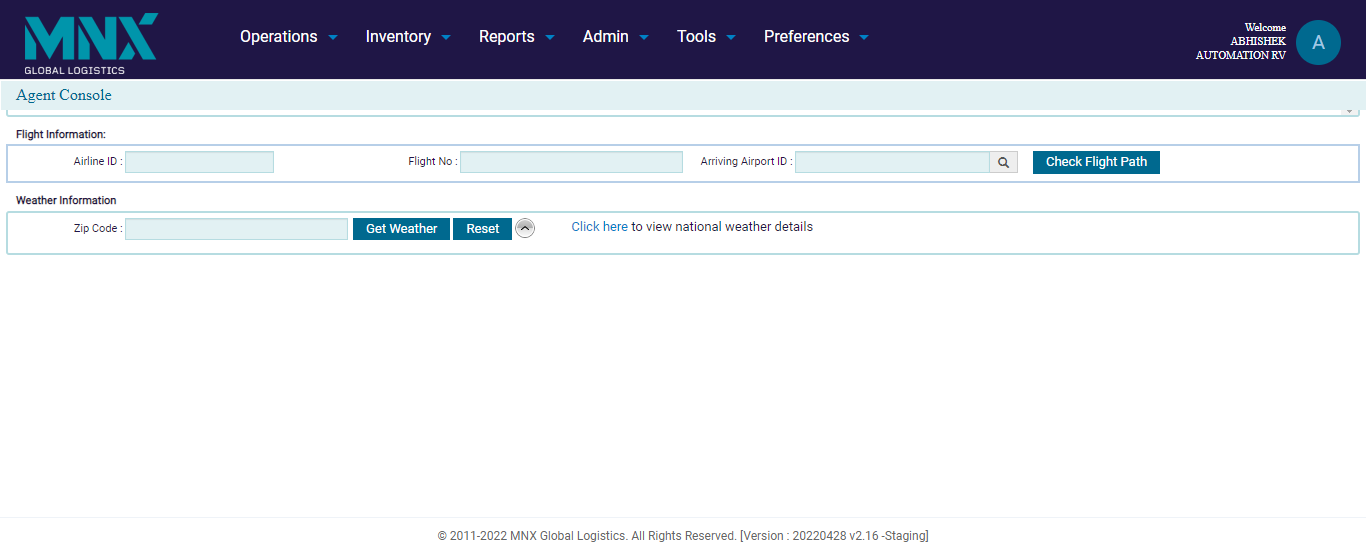 MNX
GLOBAL LOGISTICS
Operations Inventory Reports Admin Tools Preferences
Welcome
ABHISHEK
AUTOMATION RV
A
Agent Console
Flight Information:
Airline ID : Flight No : Arriving Airport ID : Check Flight Path
Weather Information
Zip Code : Get Weather Reset Click here to view national weather details
© 2011-2022 MNX Global Logistics. All Rights Reserved. [Version : 20220428 v2.16 -Staging]